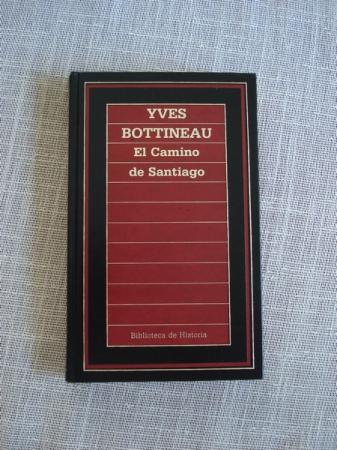 YVES
BOTTINEAU
El Camino
de Santiago
Biblioteca de Historia